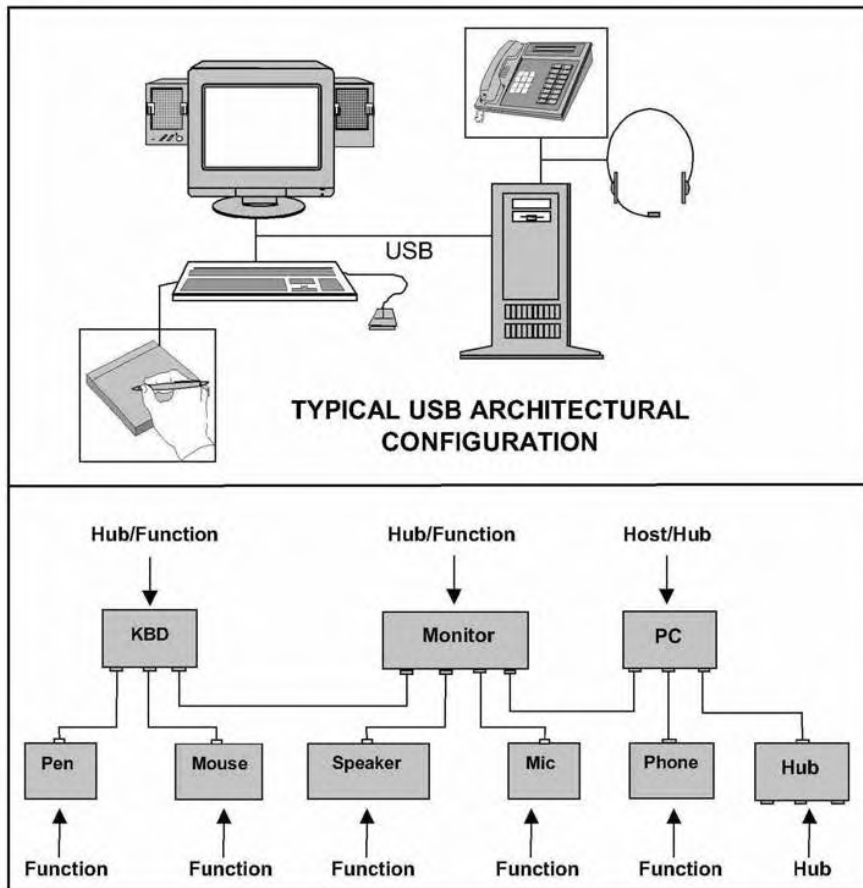 USB
TYPICAL USB ARCHITECTURAL
CONFIGURATION
Hub/Function Hub/Function Host/Hub
KBD Monitor PC
Pen Mouse Speaker Mic Phone Hub
Function Function Function Function Function Hub